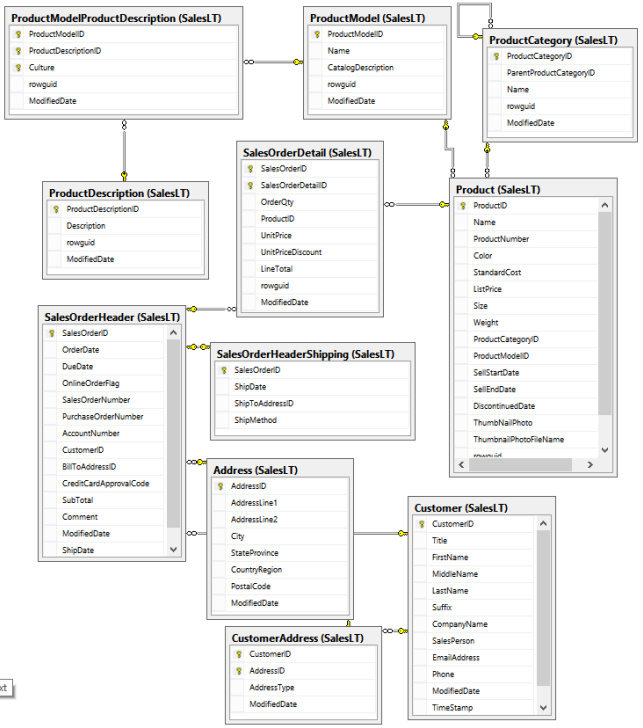 ProductModelProductDescription (SalesLT)
ProductModelID
ProductDescriptionID
Culture
rowguid
ModifiedDate
ProductModel (SalesLT)
ProductModelID
Name
CatalogDescription
rowguid
ModifiedDate
ProductCategory (SalesLT)
ProductCategoryID
ParentProductCategoryID
Name
rowguid
ModifiedDate
ProductDescription (SalesLT)
ProductDescriptionID
Description
rowguid
ModifiedDate
SalesOrderDetail (SalesLT)
SalesOrderID
SalesOrderDetailID
OrderQty
ProductID
UnitPrice
UnitPriceDiscount
LineTotal
rowguid
ModifiedDate
Product (SalesLT)
ProductID
Name
ProductNumber
Color
StandardCost
ListPrice
Size
Weight
ProductCategoryID
ProductModelID
SellStartDate
SellEndDate
DiscontinuedDate
ThumbNailPhoto
ThumbnailPhotoFileName
rowguid
SalesOrderHeader (SalesLT)
SalesOrderID
OrderDate
DueDate
OnlineOrderFlag
SalesOrderNumber
PurchaseOrderNumber
AccountNumber
CustomerID
BillToAddressID
CreditCardApprovalCode
SubTotal
Comment
ModifiedDate
ShipDate
SalesOrderHeaderShipping (SalesLT)
SalesOrderID
ShipDate
ShipToAddressID
ShipMethod
Address (SalesLT)
AddressID
AddressLine1
AddressLine2
City
StateProvince
CountryRegion
PostalCode
ModifiedDate
Customer (SalesLT)
CustomerID
Title
FirstName
MiddleName
LastName
Suffix
CompanyName
SalesPerson
EmailAddress
Phone
ModifiedDate
TimeStamp
CustomerAddress (SalesLT)
CustomerID
AddressID
AddressType
ModifiedDate
xt